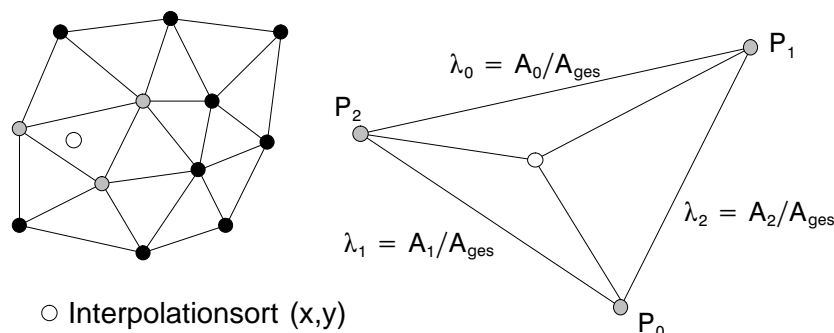 P₁
λ₀ = A₀/A_ges
P₂
λ₂ = A₂/A_ges
λ₁ = A₁/A_ges
Interpolationsort (x,y)
P₀